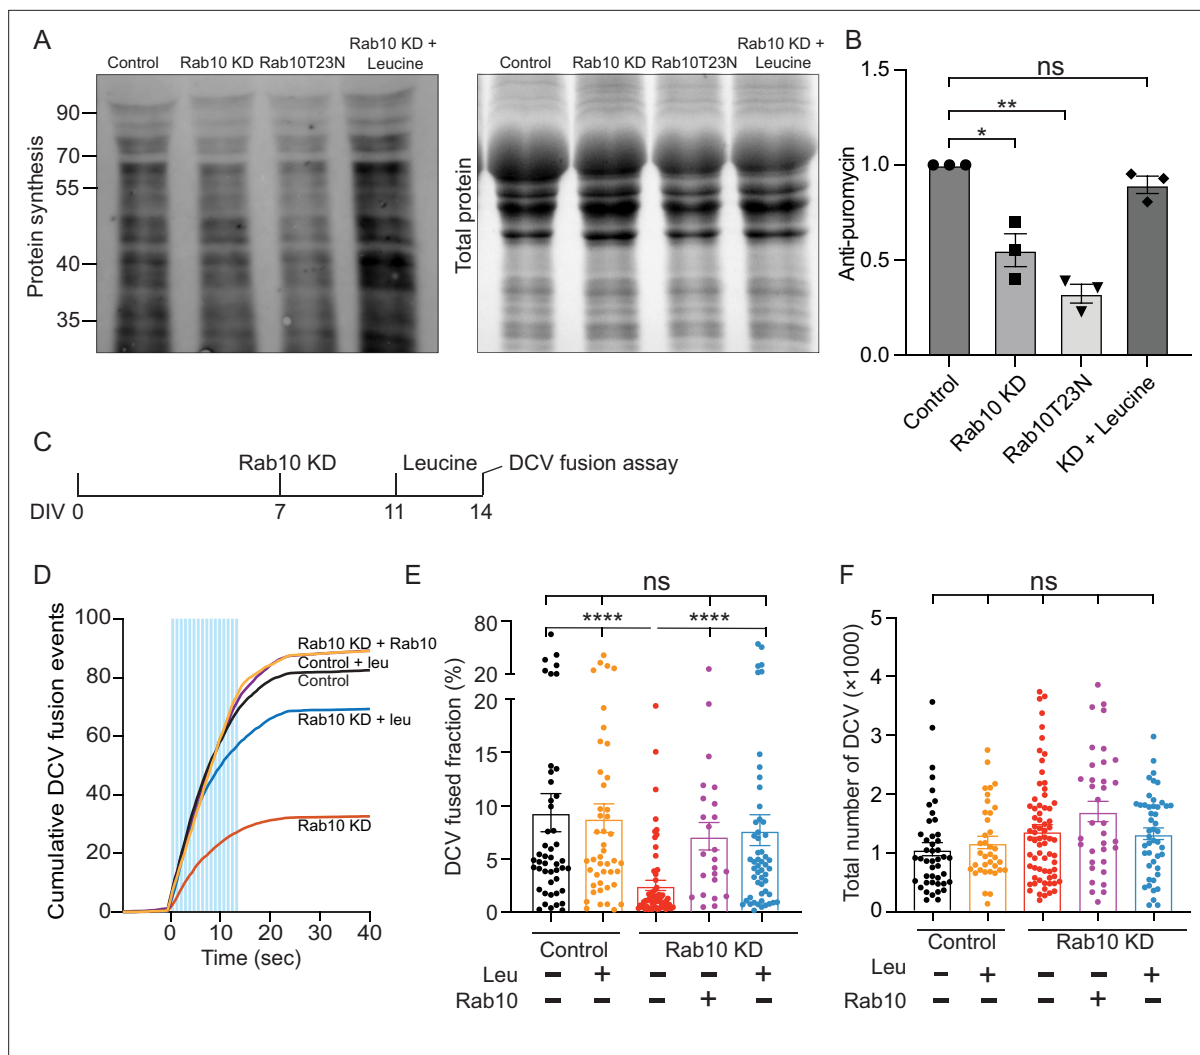 A
Control
Rab10 KD
Rab10T23N
Rab10 KD +
Leucine
Protein synthesis
90
70
55
40
35
Control
Rab10 KD
Rab10T23N
Rab10 KD +
Leucine
Total protein
B
ns
**
*
Anti-puromycin
1.5
1.0
0.5
0.0
Control
Rab10 KD
Rab10T23N
KD + Leucine
C
Rab10 KD
Leucine
DCV fusion assay
DIV 0
7
11
14
D
Cumulative DCV fusion events
100
80
60
40
20
0
Rab10 KD + Rab10
Control + leu
Control
Rab10 KD + leu
Rab10 KD
0
10
20
30
40
Time (sec)
E
ns
****
****
DCV fused fraction (%)
80
20
20
15
10
5
0
Control
Rab10 KD
Leu − + − − +
Rab10 − − − + −
F
ns
Total number of DCV (×1000)
5
4
3
2
1
0
Control
Rab10 KD
Leu − + − − +
Rab10 − − − + −